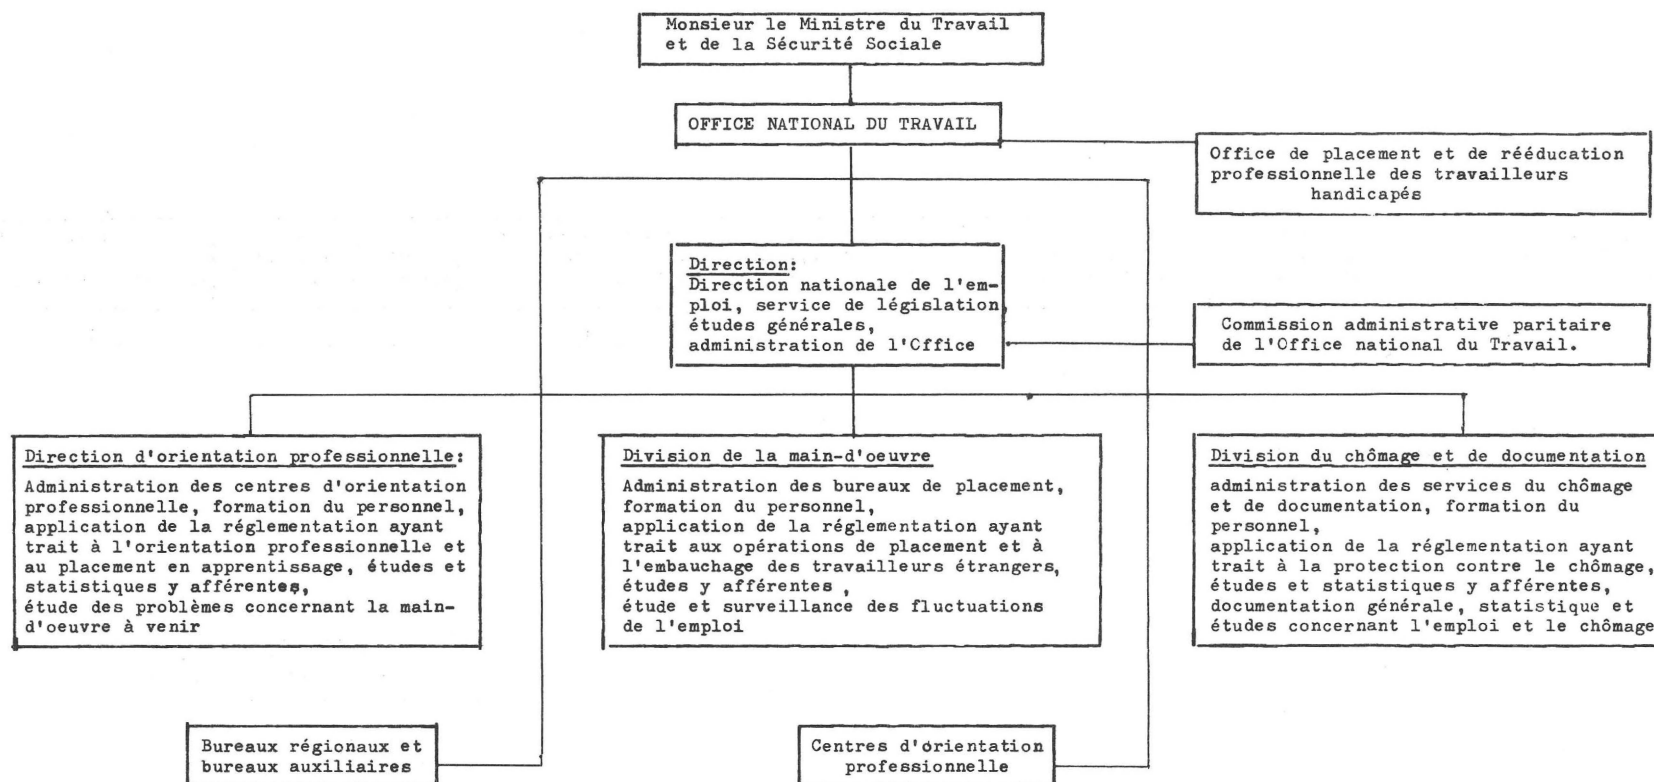 Monsieur le Ministre du Travail
et de la Sécurité Sociale
OFFICE NATIONAL DU TRAVAIL
Office de placement et de rééducation
professionnelle des travailleurs
handicapés
Direction:
Direction nationale de l'em-
ploi, service de législation,
études générales,
administration de l'Office
Commission administrative paritaire
de l'Office national du Travail.
Direction d'orientation professionnelle:
Administration des centres d'orientation
professionnelle, formation du personnel,
application de la réglementation ayant
trait à l'orientation professionnelle et
au placement en apprentissage, études et
statistiques y afférentes,
étude des problèmes concernant la main-
d'oeuvre à venir
Division de la main-d'oeuvre
Administration des bureaux de placement,
formation du personnel,
application de la réglementation ayant
trait aux opérations de placement et à
l'embauchage des travailleurs étrangers,
études y afférentes ,
étude et surveillance des fluctuations
de l'emploi
Division du chômage et de documentation
administration des services du chômage
et de documentation, formation du
personnel,
application de la réglementation ayant
trait à la protection contre le chômage,
études et statistiques y afférentes,
documentation générale, statistique et
études concernant l'emploi et le chômage
Bureaux régionaux et
bureaux auxiliaires
Centres d'orientation
professionnelle